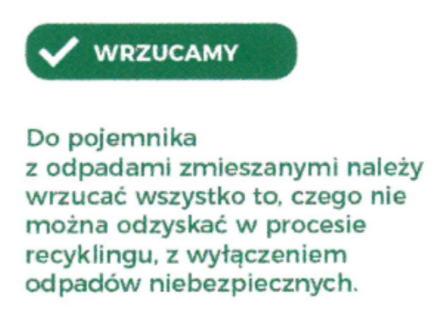 WRZUCAMY
Do pojemnika
z odpadami zmieszanymi należy
wrzucać wszystko to, czego nie
można odzyskać w procesie
recyklingu, z wyłączeniem
odpadów niebezpiecznych.